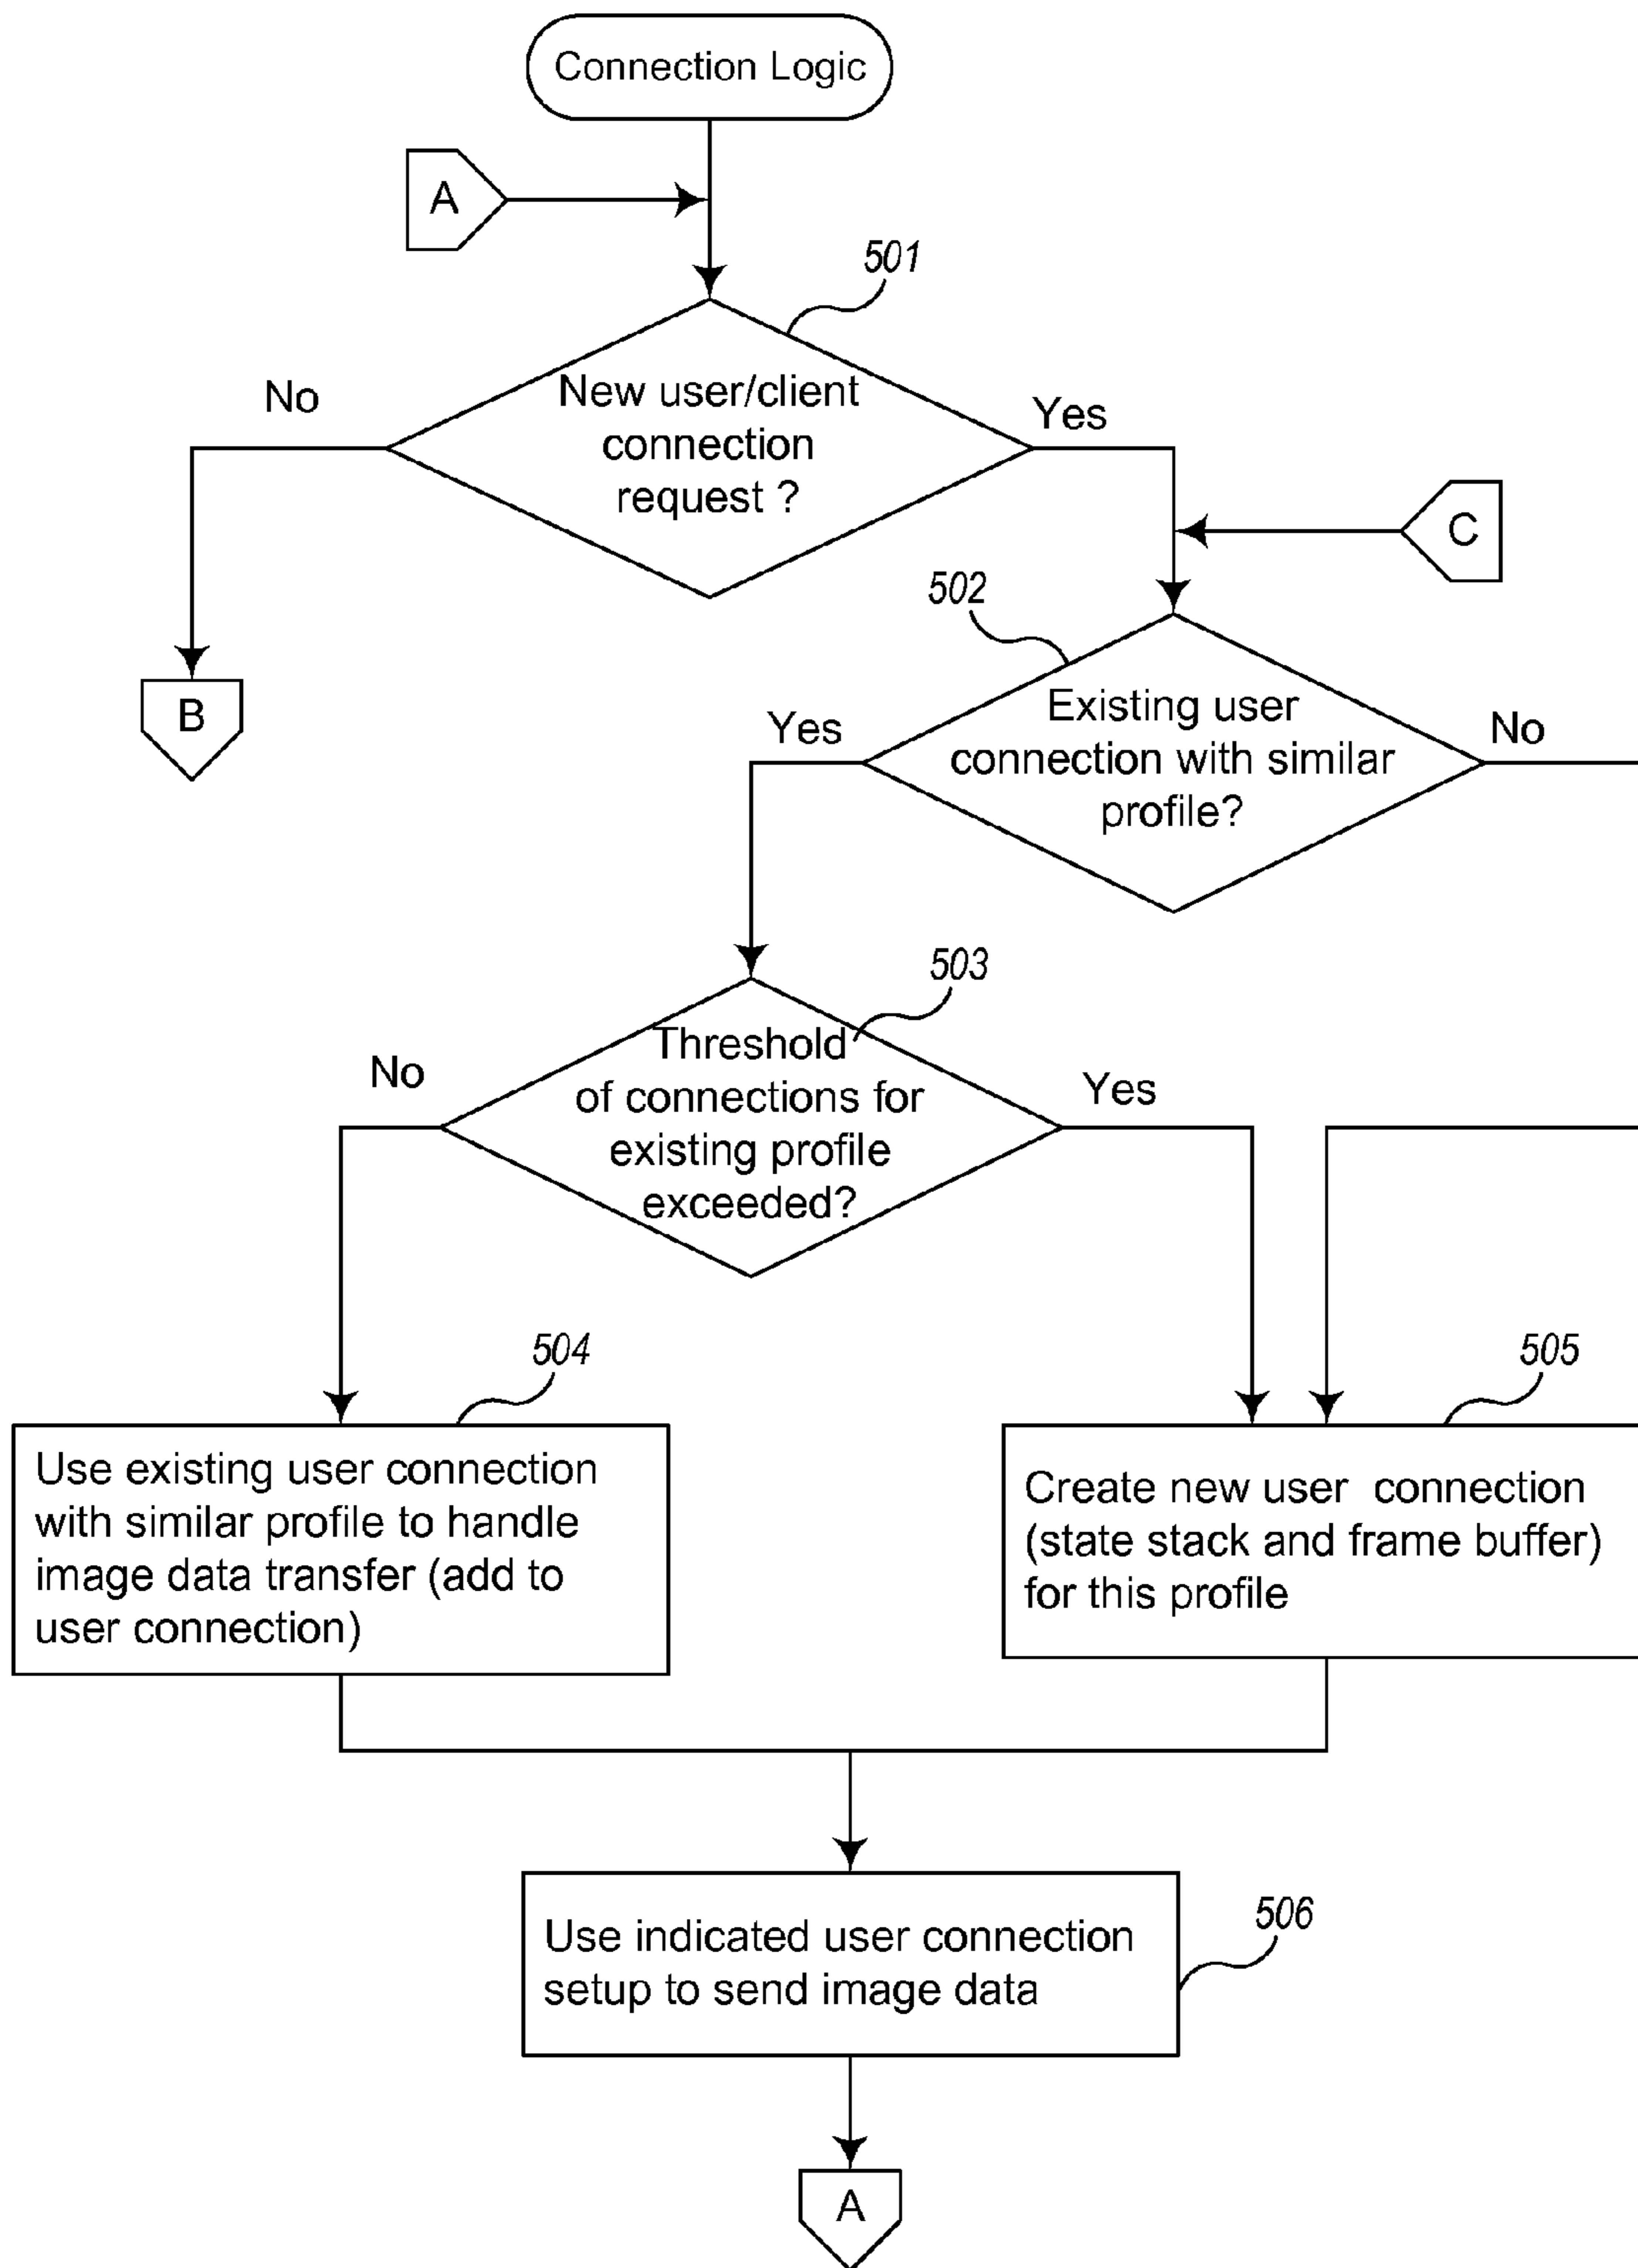 Connection Logic
A
501
New user/client
connection
request ?
No
Yes
C
B
502
Existing user
connection with similar
profile?
Yes
No
503
Threshold
of connections for
existing profile
exceeded?
No
Yes
504
Use existing user connection
with similar profile to handle
image data transfer (add to
user connection)
505
Create new user connection
(state stack and frame buffer)
for this profile
506
Use indicated user connection
setup to send image data
A